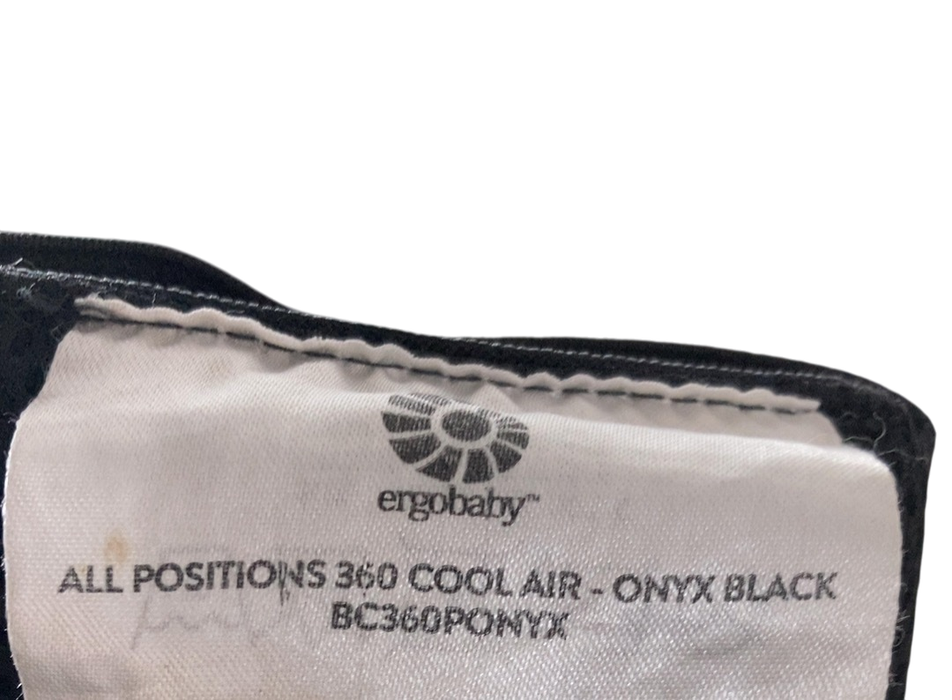 ergobaby™
ALL POSITIONS 360 COOL AIR - ONYX BLACK
BC360PONYX